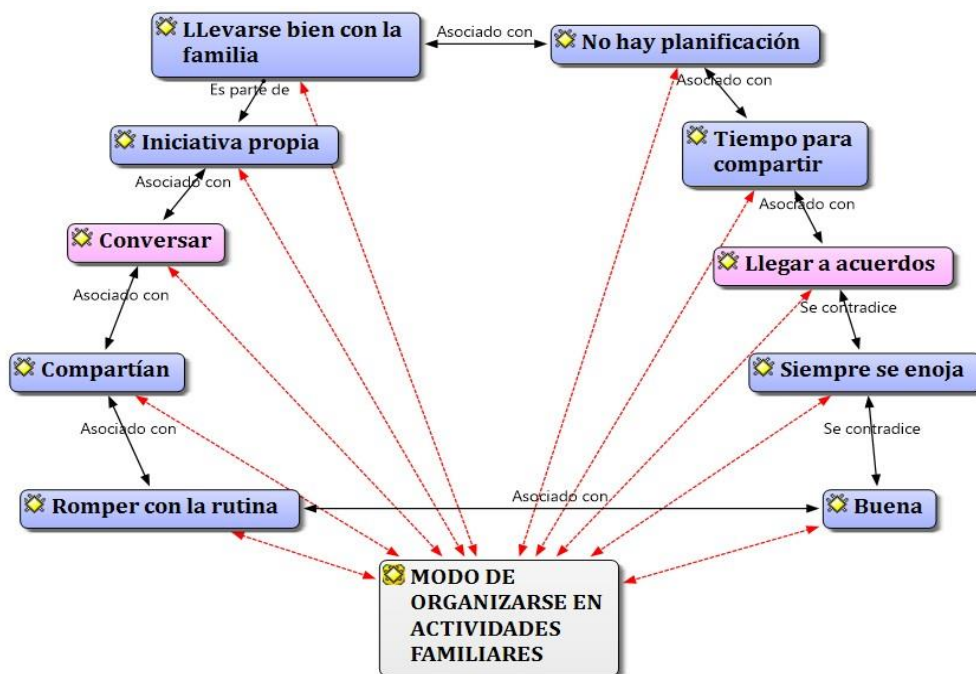 LLevarse bien con la
familia
Asociado con
No hay planificación
Es parte de
Asociado con
Iniciativa propia
Tiempo para
compartir
Asociado con
Asociado con
Conversar
Llegar a acuerdos
Asociado con
Se contradice
Compartían
Siempre se enoja
Asociado con
Se contradice
Romper con la rutina
Asociado con
Buena
MODO DE
ORGANIZARSE EN
ACTIVIDADES
FAMILIARES